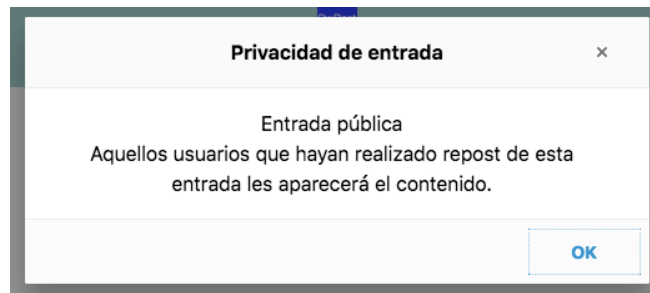 Privacidad de entrada
×
Entrada pública
Aquellos usuarios que hayan realizado repost de esta
entrada les aparecerá el contenido.
OK